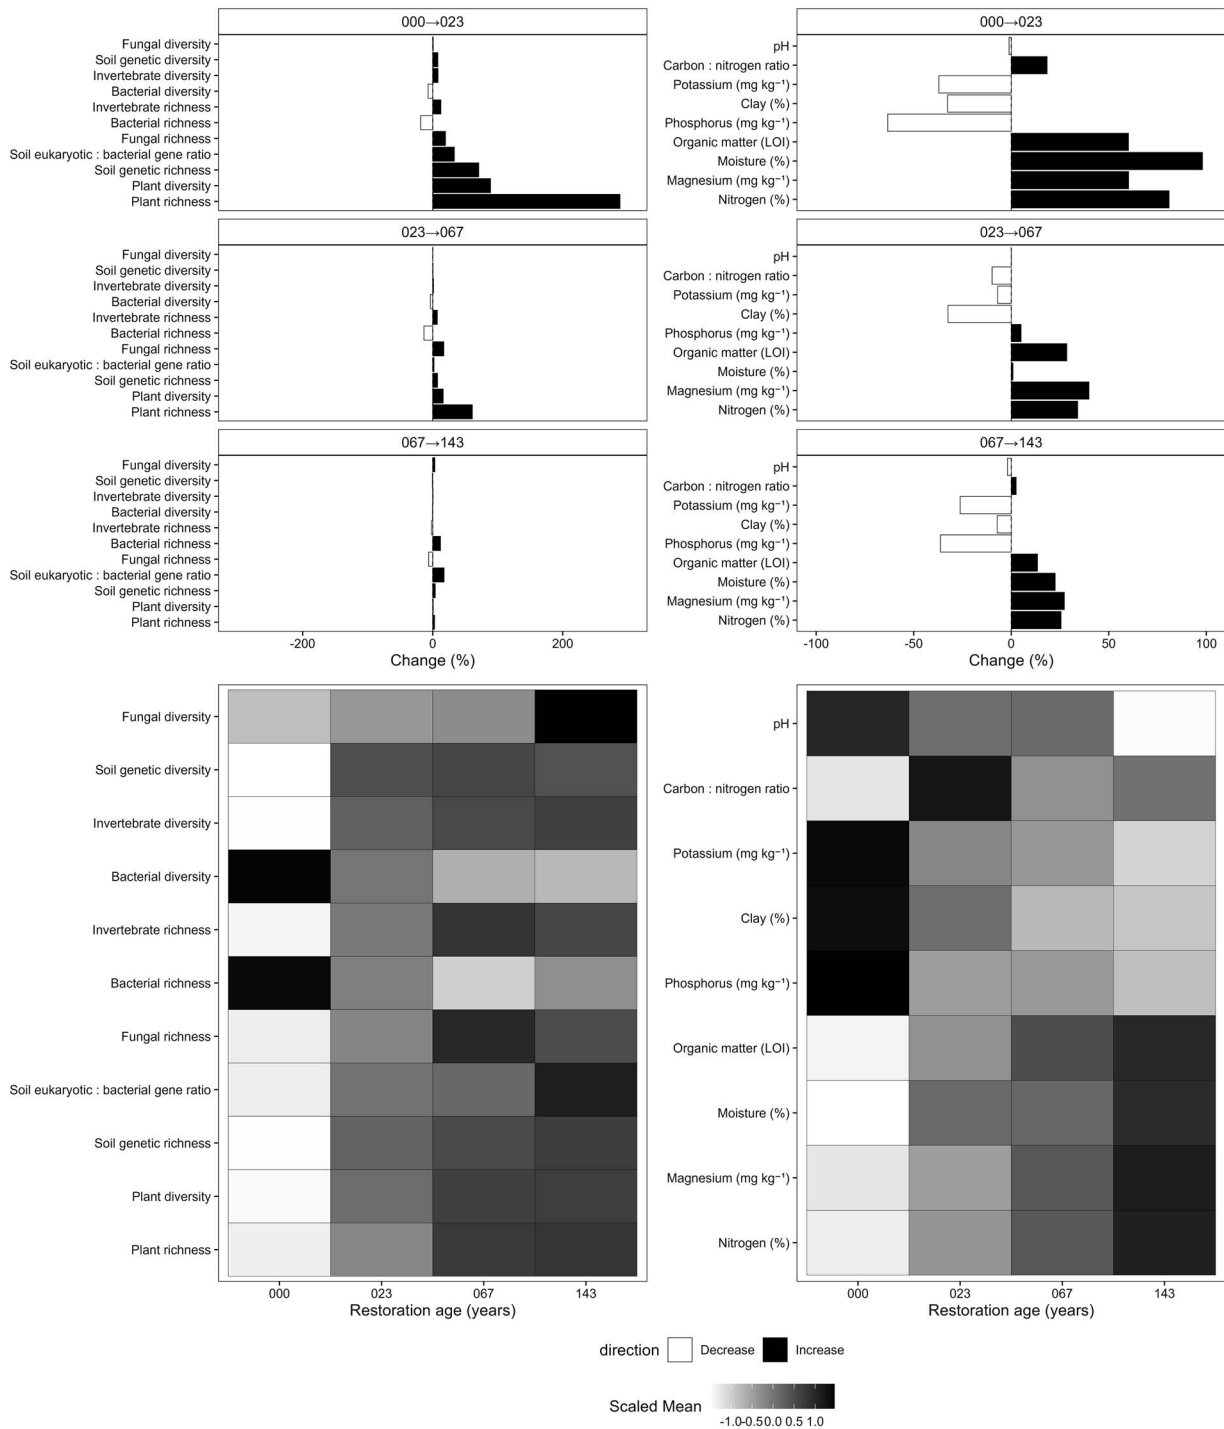 000→023
Fungal diversity
Soil genetic diversity
Invertebrate diversity
Bacterial diversity
Invertebrate richness
Bacterial richness
Fungal richness
Soil eukaryotic : bacterial gene ratio
Soil genetic richness
Plant diversity
Plant richness
023→067
Fungal diversity
Soil genetic diversity
Invertebrate diversity
Bacterial diversity
Invertebrate richness
Bacterial richness
Fungal richness
Soil eukaryotic : bacterial gene ratio
Soil genetic richness
Plant diversity
Plant richness
067→143
Fungal diversity
Soil genetic diversity
Invertebrate diversity
Bacterial diversity
Invertebrate richness
Bacterial richness
Fungal richness
Soil eukaryotic : bacterial gene ratio
Soil genetic richness
Plant diversity
Plant richness
-200 0 200
Change (%)
000→023
pH
Carbon : nitrogen ratio
Potassium (mg kg⁻¹)
Clay (%)
Phosphorus (mg kg⁻¹)
Organic matter (LOI)
Moisture (%)
Magnesium (mg kg⁻¹)
Nitrogen (%)
023→067
pH
Carbon : nitrogen ratio
Potassium (mg kg⁻¹)
Clay (%)
Phosphorus (mg kg⁻¹)
Organic matter (LOI)
Moisture (%)
Magnesium (mg kg⁻¹)
Nitrogen (%)
067→143
pH
Carbon : nitrogen ratio
Potassium (mg kg⁻¹)
Clay (%)
Phosphorus (mg kg⁻¹)
Organic matter (LOI)
Moisture (%)
Magnesium (mg kg⁻¹)
Nitrogen (%)
-100 -50 0 50 100
Change (%)
Fungal diversity
Soil genetic diversity
Invertebrate diversity
Bacterial diversity
Invertebrate richness
Bacterial richness
Fungal richness
Soil eukaryotic : bacterial gene ratio
Soil genetic richness
Plant diversity
Plant richness
000 023 067 143
Restoration age (years)
pH
Carbon : nitrogen ratio
Potassium (mg kg⁻¹)
Clay (%)
Phosphorus (mg kg⁻¹)
Organic matter (LOI)
Moisture (%)
Magnesium (mg kg⁻¹)
Nitrogen (%)
000 023 067 143
Restoration age (years)
direction Decrease Increase
Scaled Mean
-1.0 -0.5 0.0 0.5 1.0